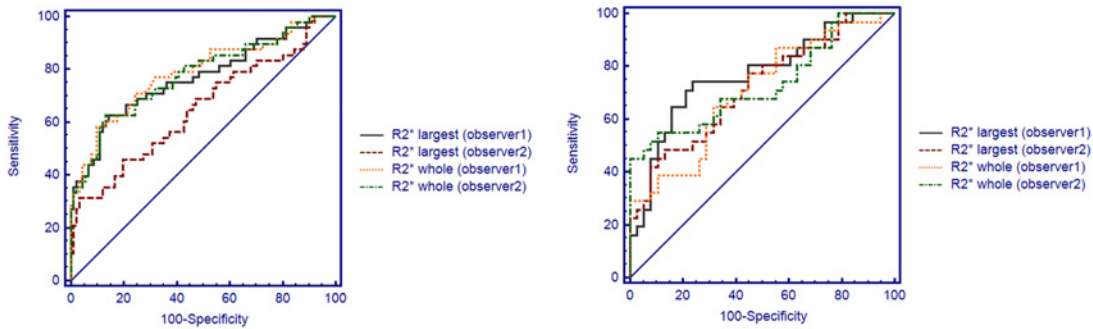 100
80
60
40
20
0
Sensitivity
0 20 40 60 80 100
100-Specificity
R2* largest (observer1)
R2* largest (observer2)
R2* whole (observer1)
R2* whole (observer2)
100
80
60
40
20
0
Sensitivity
0 20 40 60 80 100
100-Specificity
R2* largest (observer1)
R2* largest (observer2)
R2* whole (observer1)
R2* whole (observer2)